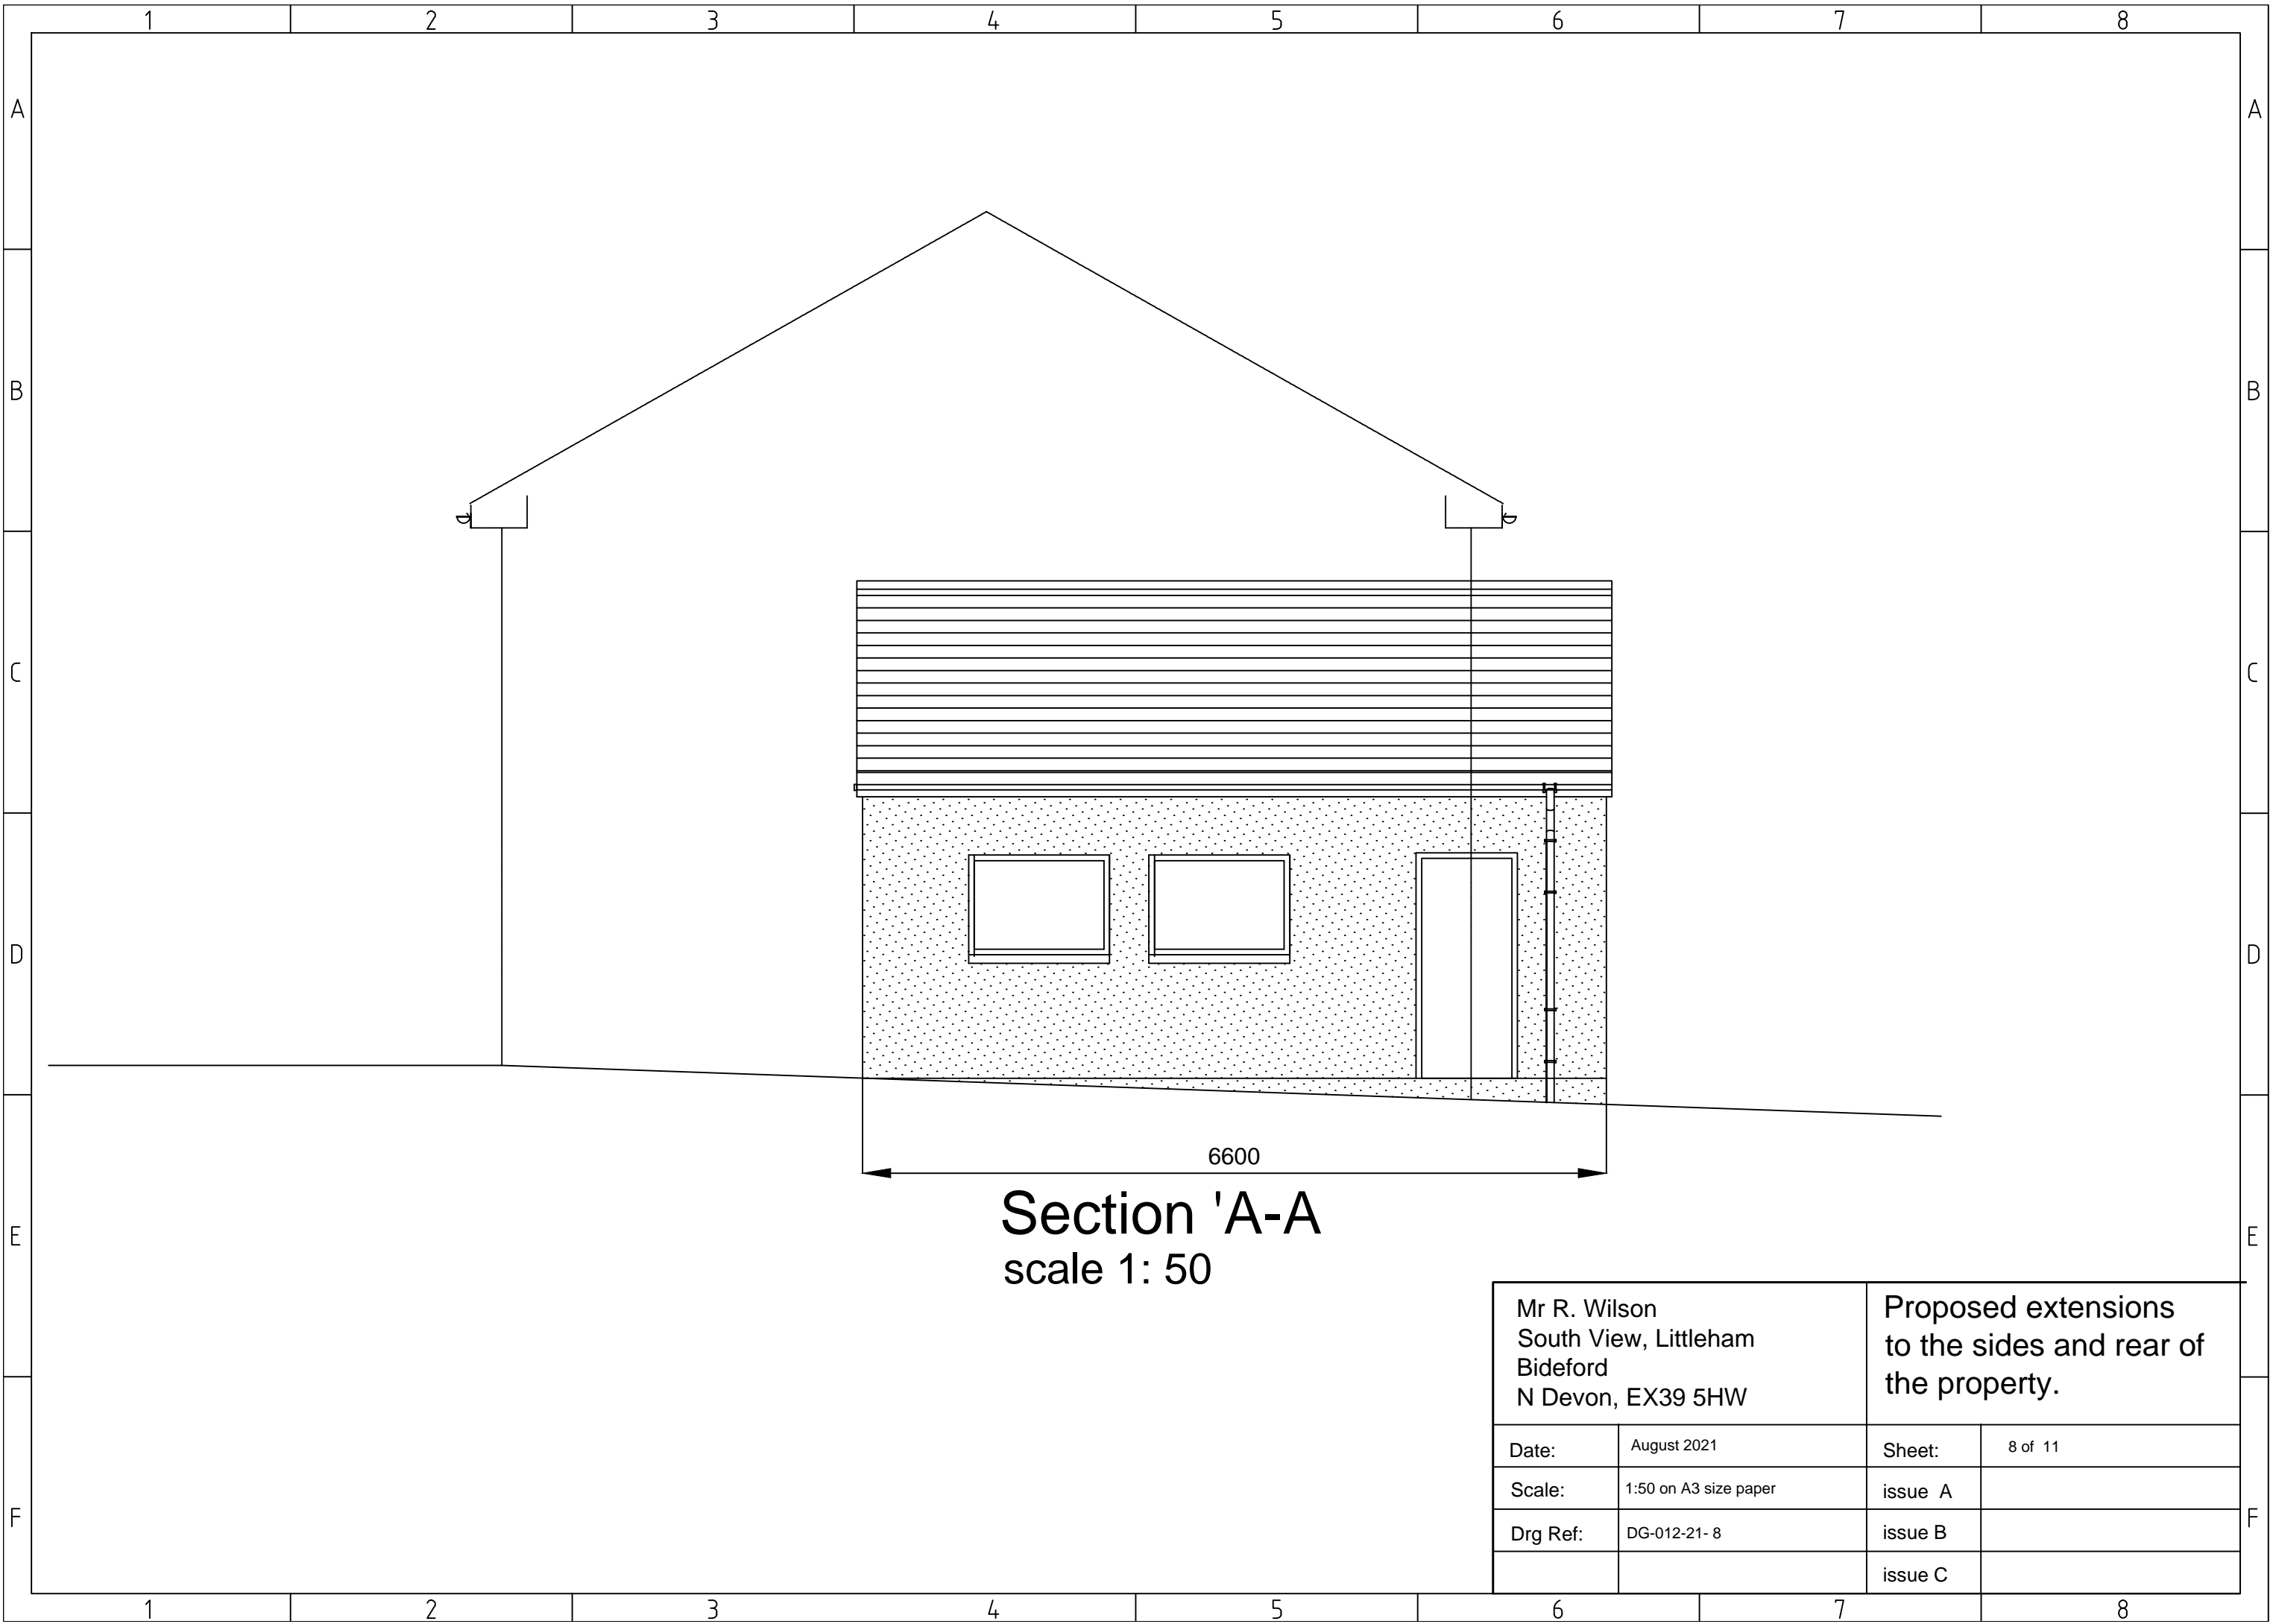 1 2 3 4 5 6 7 8
A A
B B
C C
D D
E E
F F
6600
Section 'A-A
scale 1: 50
Mr R. Wilson
South View, Littleham
Bideford
N Devon, EX39 5HW
Proposed extensions
to the sides and rear of
the property.
Date: August 2021 Sheet: 8 of 11
Scale: 1:50 on A3 size paper issue A
Drg Ref: DG-012-21- 8 issue B
issue C
1 2 3 4 5 6 7 8